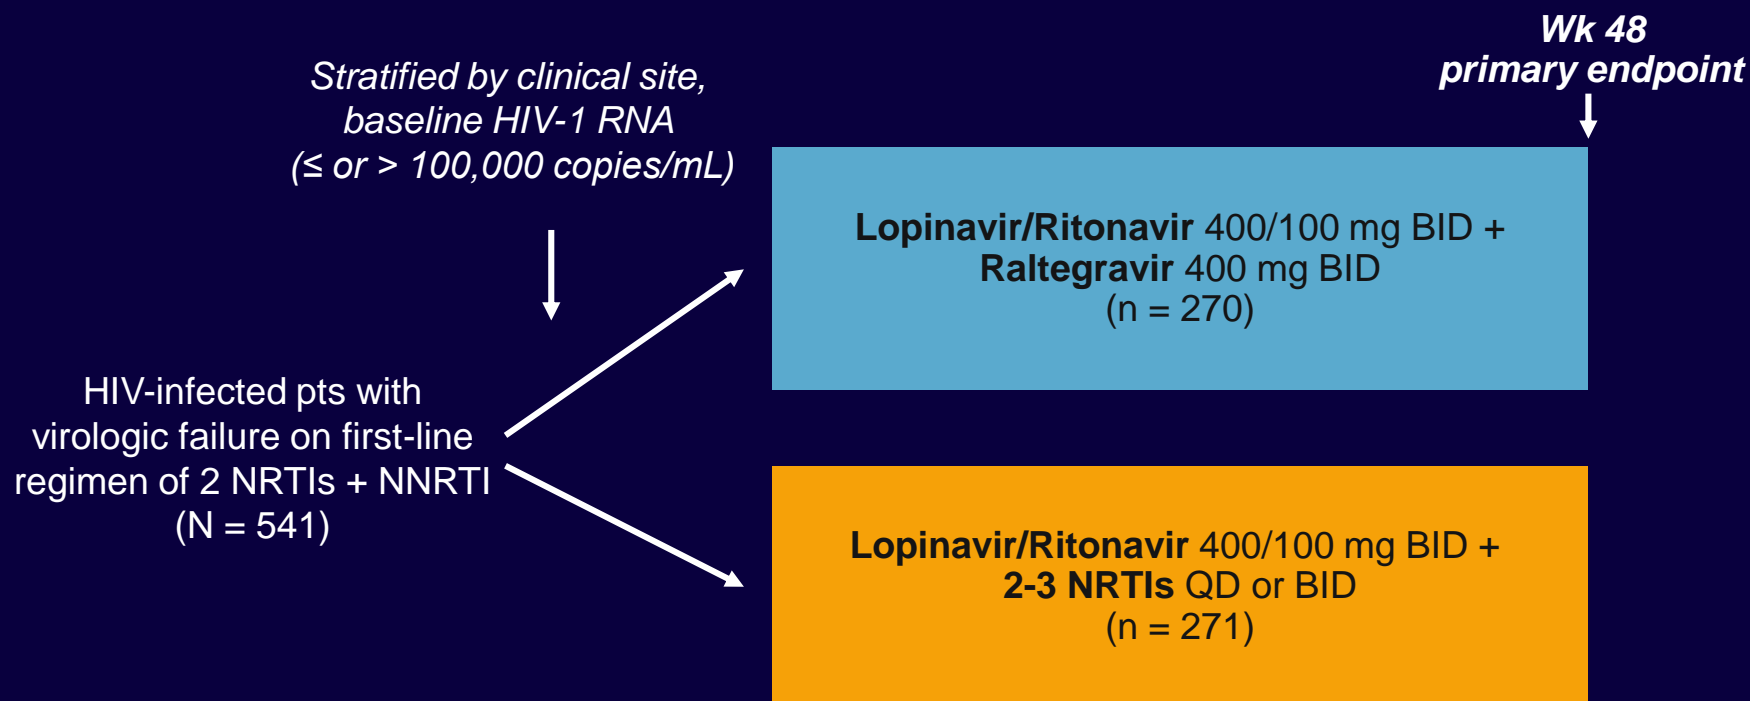 Wk 48
primary endpoint
Stratified by clinical site,
baseline HIV-1 RNA
(≤ or > 100,000 copies/mL)
Lopinavir/Ritonavir 400/100 mg BID +
Raltegravir 400 mg BID
(n = 270)
HIV-infected pts with
virologic failure on first-line
regimen of 2 NRTIs + NNRTI
(N = 541)
Lopinavir/Ritonavir 400/100 mg BID +
2-3 NRTIs QD or BID
(n = 271)